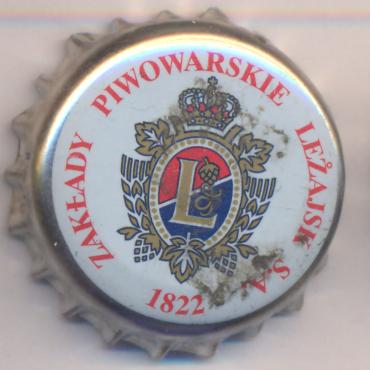 ZAKŁADY PIWOWARSKIE LEŻAJSK S.A.
L
1822